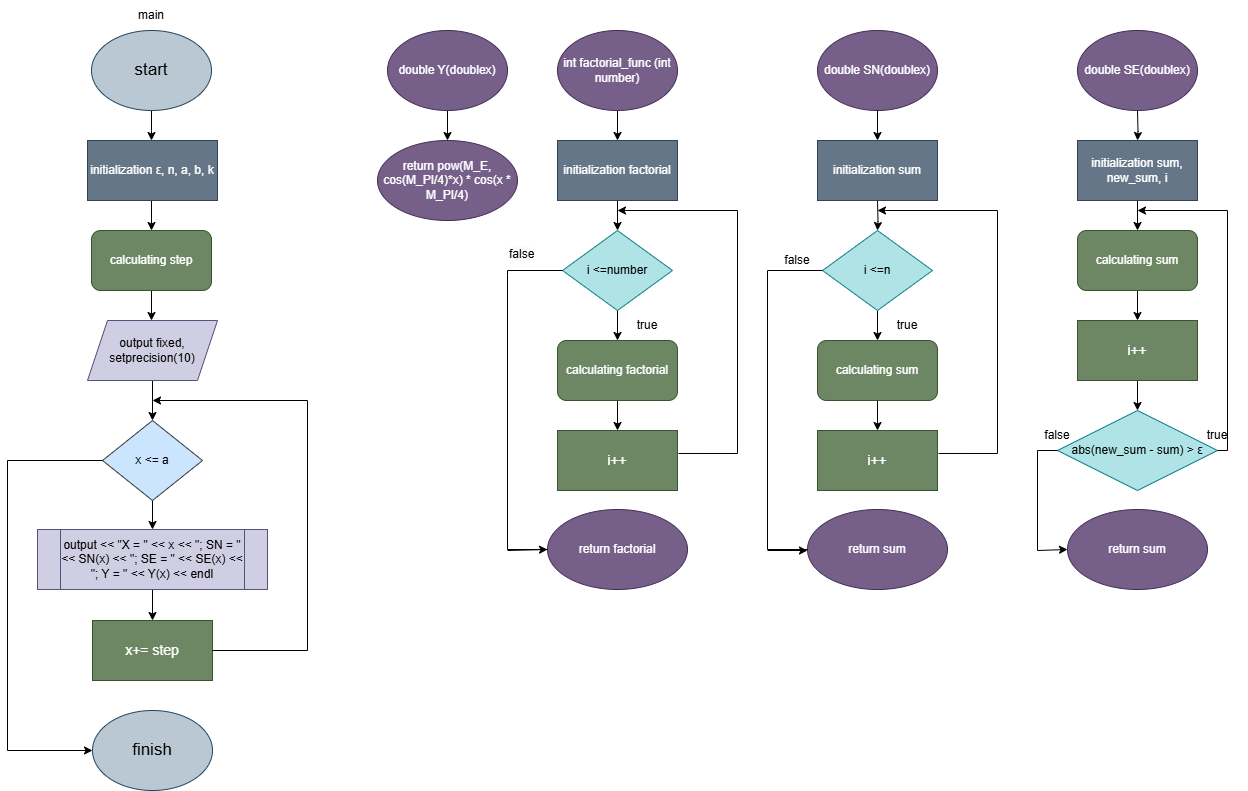 main
start
initialization ε, n, a, b, k
calculating step
output fixed,
setprecision(10)
x <= a
output << "X = " << x << "; SN = "
<< SN(x) << "; SE = " << SE(x) <<
"; Y = " << Y(x) << endl
x+= step
finish
double Y(doublex)
return pow(M_E,
cos(M_PI/4)*x) * cos(x *
M_PI/4)
int factorial_func (int
number)
initialization factorial
false
i <=number
true
calculating factorial
i++
return factorial
double SN(doublex)
initialization sum
false
i <=n
true
calculating sum
i++
return sum
double SE(doublex)
initialization sum,
new_sum, i
calculating sum
i++
false
true
abs(new_sum - sum) > ε
return sum